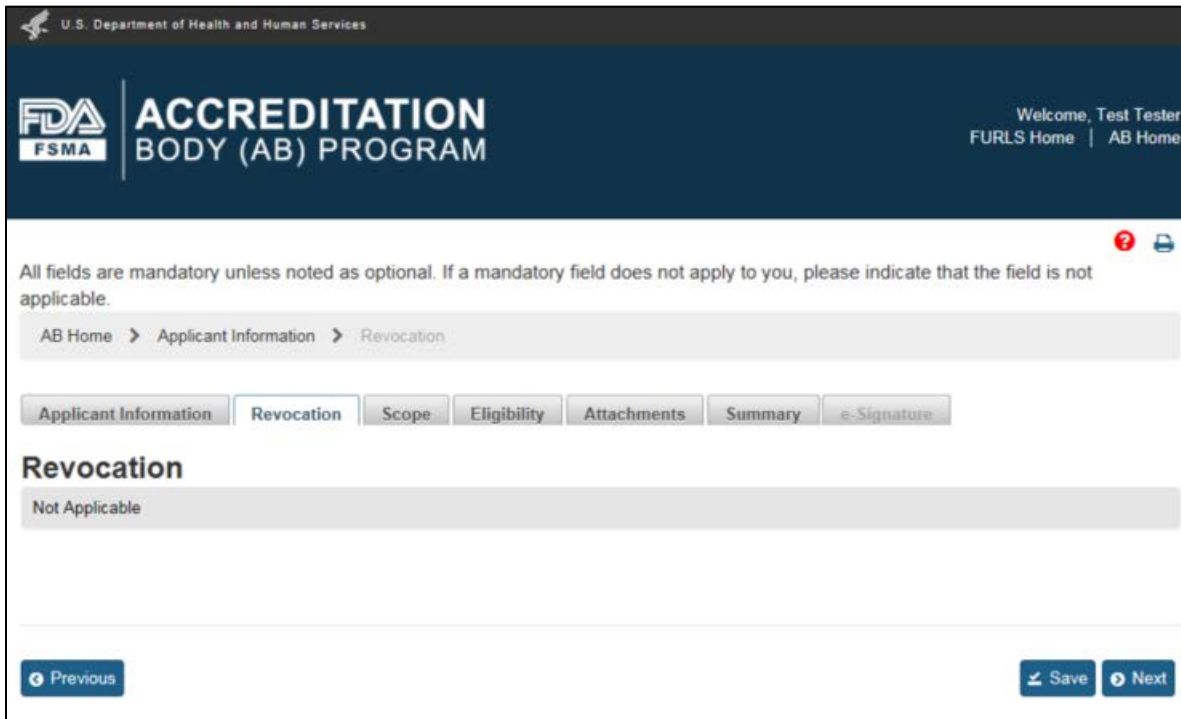 U.S. Department of Health and Human Services
FDA
FSMA
ACCREDITATION
BODY (AB) PROGRAM
Welcome, Test Tester
FURLS Home | AB Home
?
All fields are mandatory unless noted as optional. If a mandatory field does not apply to you, please indicate that the field is not
applicable.
AB Home > Applicant Information > Revocation
Applicant Information Revocation Scope Eligibility Attachments Summary e-Signature
Revocation
Not Applicable
Previous Save Next